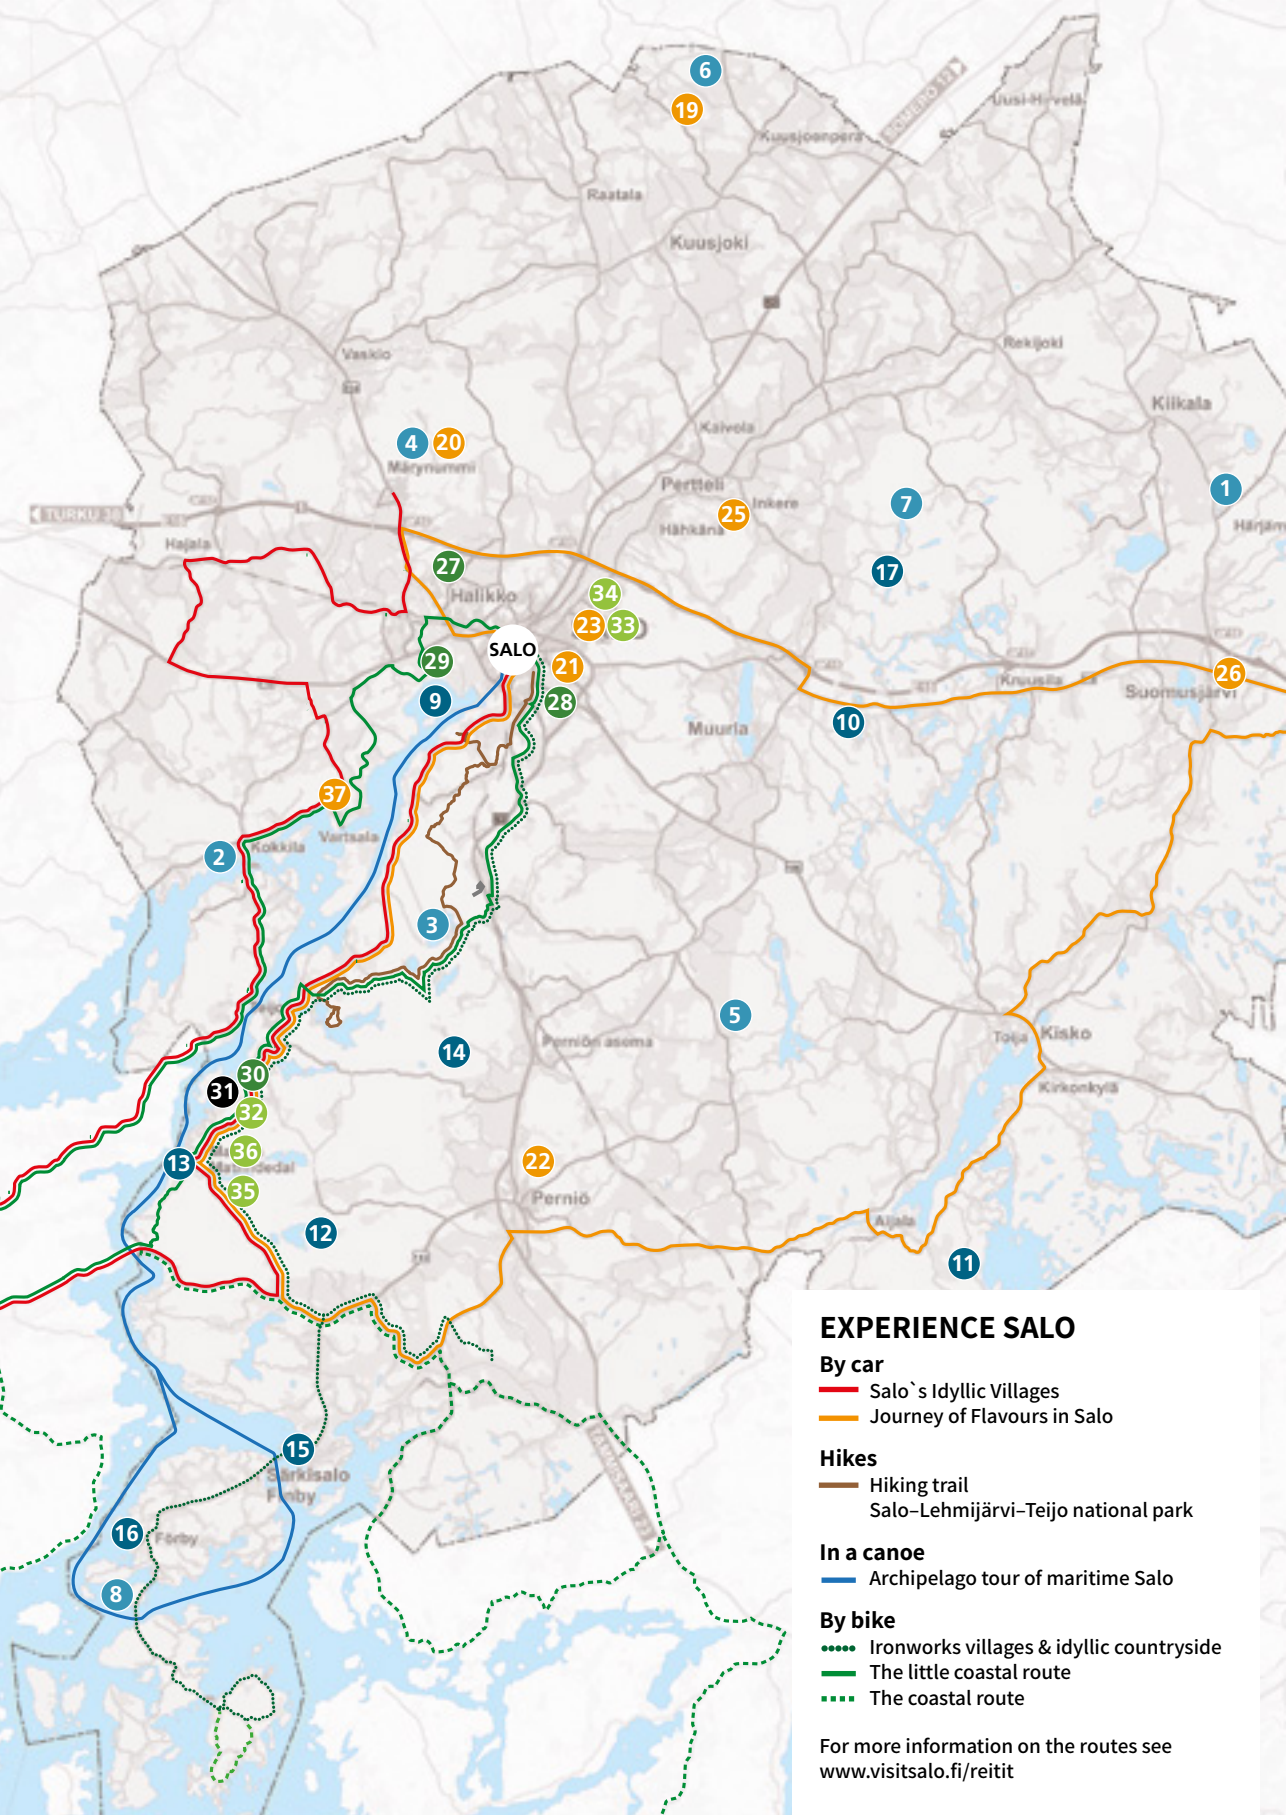 6
19
SOMERO 12
Uusi-Hirvelä
Kuusjoenperä
Raatala
Kuusjoki
Rekijoki
Vaskio
Kiikala
Kaivola
4
20
Märynummi
Pertteli
Inkere
25
Hähkänä
7
1
TURKU 38
Hajala
17
27
Halikko
34
23
33
SALO
29
21
9
28
26
Kruusila
Suomusjärvi
10
Muurla
37
Vartsala
Kokkila
2
3
5
Toija
Kisko
Perniön asema
14
Kirkonkylä
30
31
32
36
13
35
22
Perniö
12
Aijala
11
15
Särkisalo
Finby
16
Förby
8
EXPERIENCE SALO
By car
Salo`s Idyllic Villages
Journey of Flavours in Salo
Hikes
Hiking trail
Salo–Lehmijärvi–Teijo national park
In a canoe
Archipelago tour of maritime Salo
By bike
Ironworks villages & idyllic countryside
The little coastal route
The coastal route
For more information on the routes see
www.visitsalo.fi/reitit